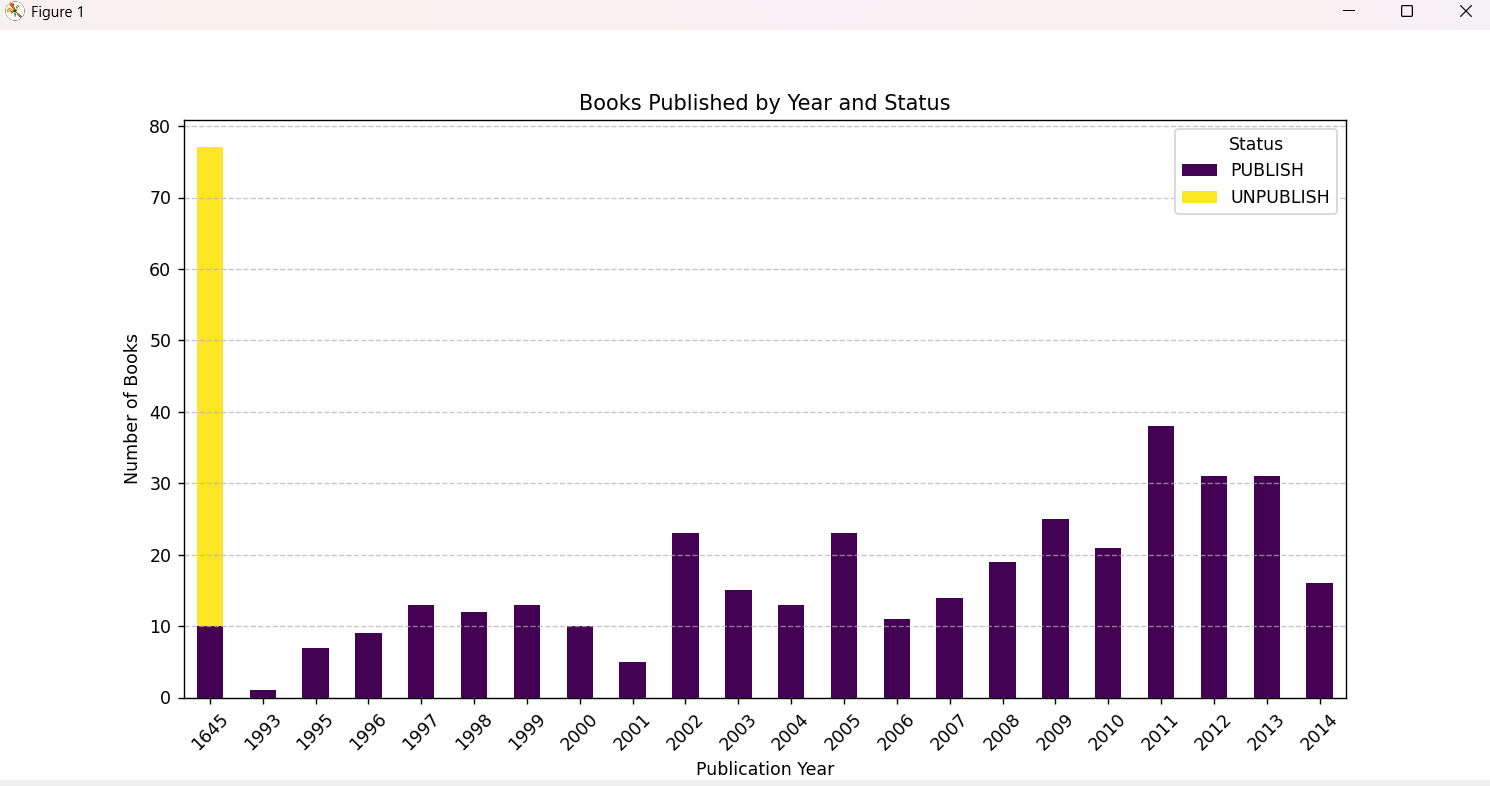 Figure 1
Books Published by Year and Status
80
70
60
50
40
30
20
10
0
Number of Books
Status
PUBLISH
UNPUBLISH
1645 1993 1995 1996 1997 1998 1999 2000 2001 2002 2003 2004 2005 2006 2007 2008 2009 2010 2011 2012 2013 2014
Publication Year